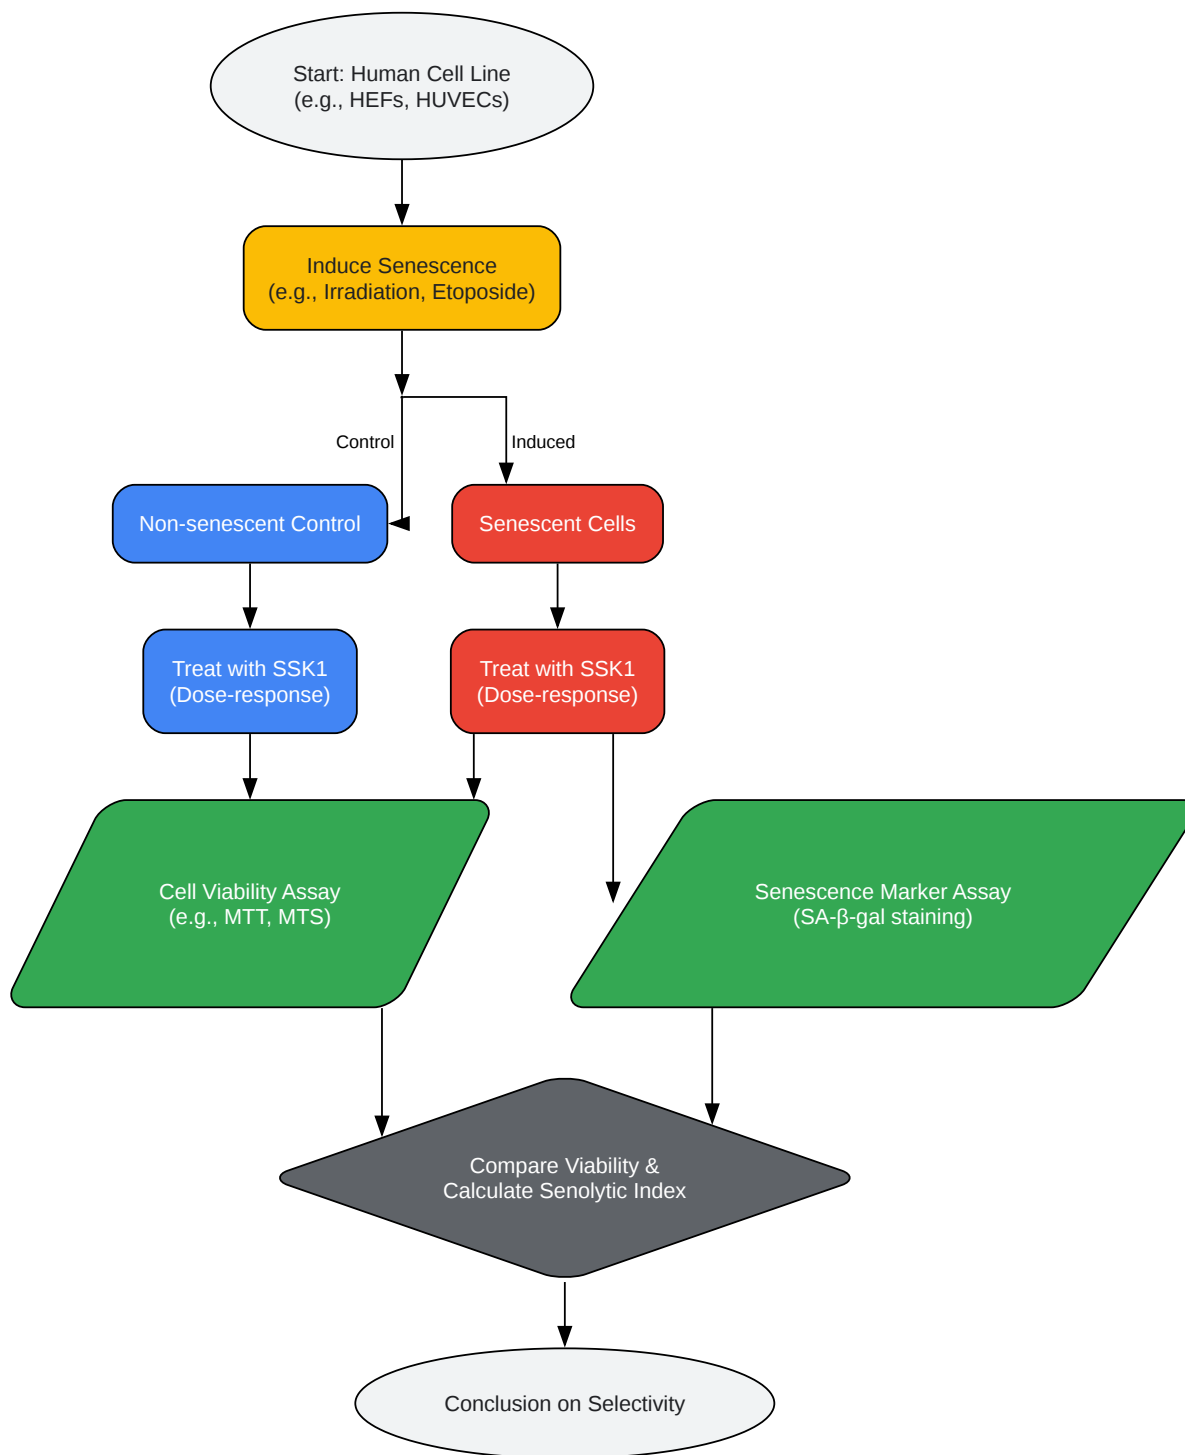 Start: Human Cell Line
(e.g., HEFs, HUVECs)
Induce Senescence
(e.g., Irradiation, Etoposide)
Control
Induced
Non-senescent Control
Senescent Cells
Treat with SSK1
(Dose-response)
Treat with SSK1
(Dose-response)
Cell Viability Assay
(e.g., MTT, MTS)
Senescence Marker Assay
(SA-β-gal staining)
Compare Viability &
Calculate Senolytic Index
Conclusion on Selectivity